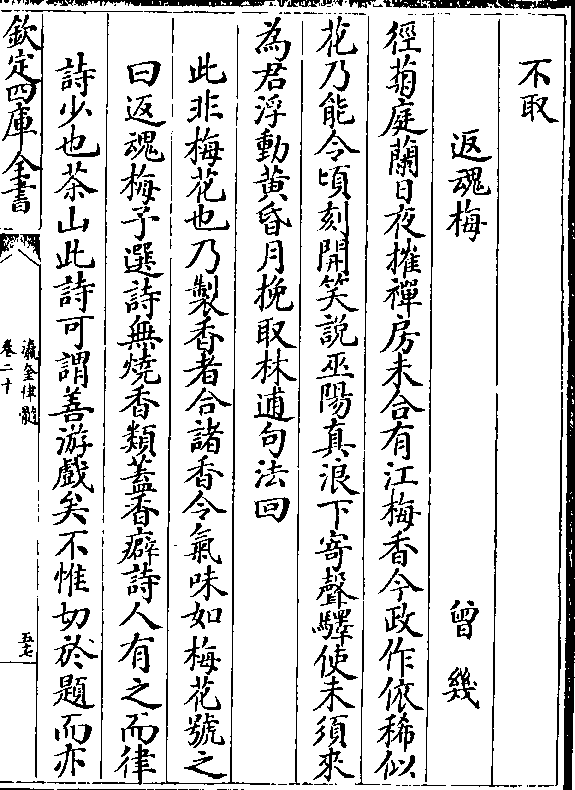 不取
返魂梅 曾幾
徑菊庭蘭日夜摧禪房未合有江梅香今政作依稀似
花乃能令頃刻開笑說巫陽真浪下寄聲驛使未須來
為君浮動黄昏月挽取林逋句法回
此非梅花也乃製香者合諸香令氣味如梅花號之
曰返魂梅予選詩無燒香類蓋香癖詩人有之而律
詩少也茶山此詩可謂善游戲矣不惟切於題而亦
欽定四庫全書
瀛奎律髓
卷二十
五七